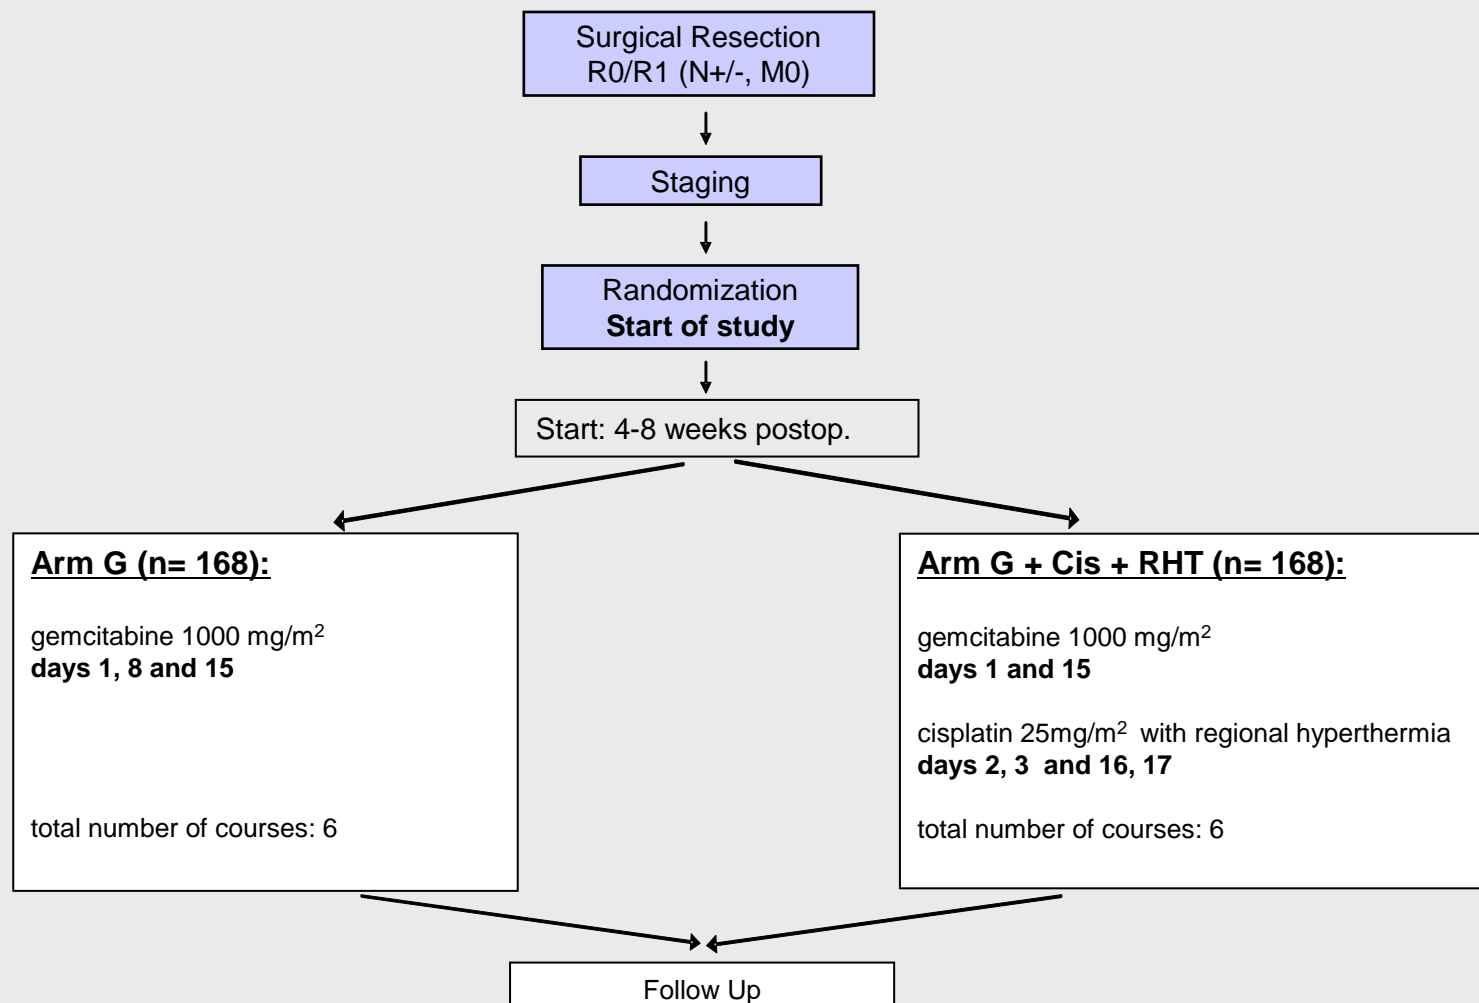 Surgical Resection
R0/R1 (N+/-, M0)
Staging
Randomization
Start of study
Start: 4-8 weeks postop.
Arm G (n= 168):
gemcitabine 1000 mg/m²
days 1, 8 and 15
total number of courses: 6
Arm G + Cis + RHT (n= 168):
gemcitabine 1000 mg/m²
days 1 and 15
cisplatin 25mg/m² with regional hyperthermia
days 2, 3 and 16, 17
total number of courses: 6
Follow Up